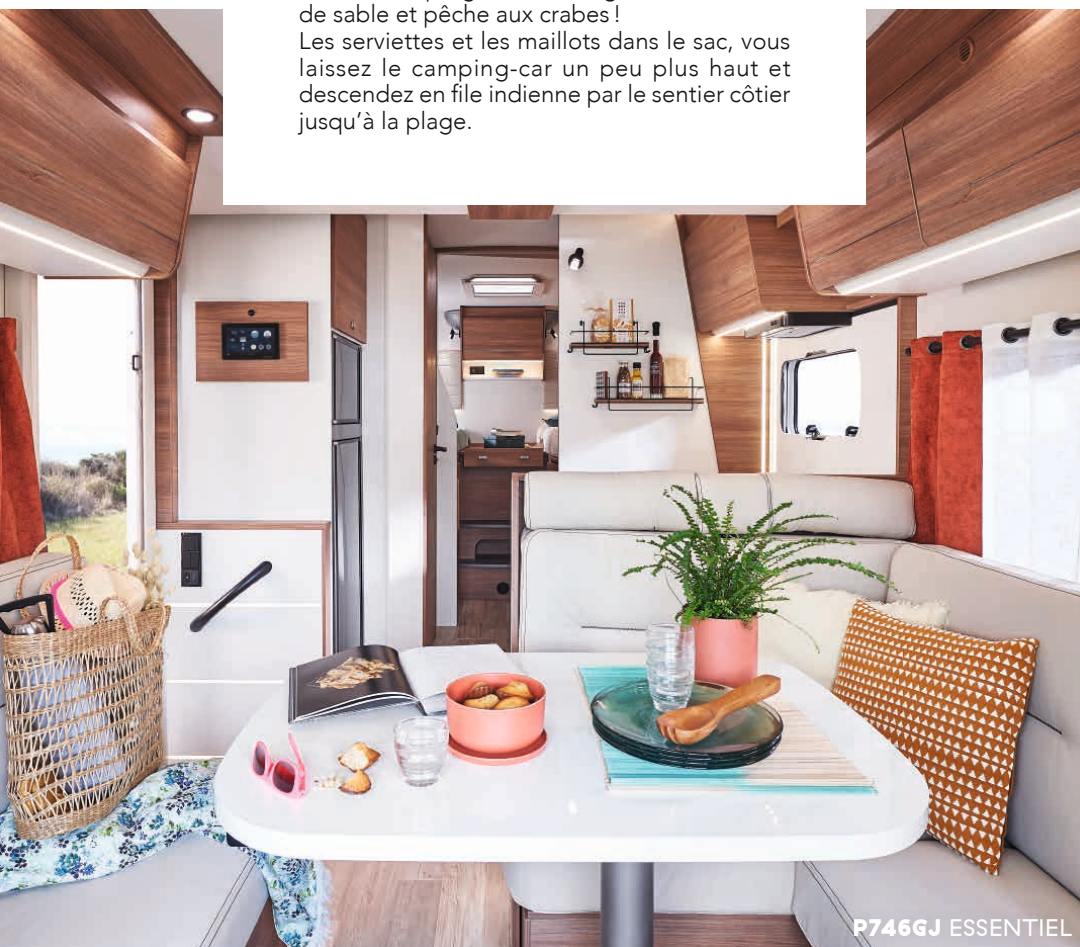 de sable et pêche aux crabes !
Les serviettes et les maillots dans le sac, vous
laissez le camping-car un peu plus haut et
descendez en file indienne par le sentier côtier
jusqu’à la plage.
P746GJ ESSENTIEL